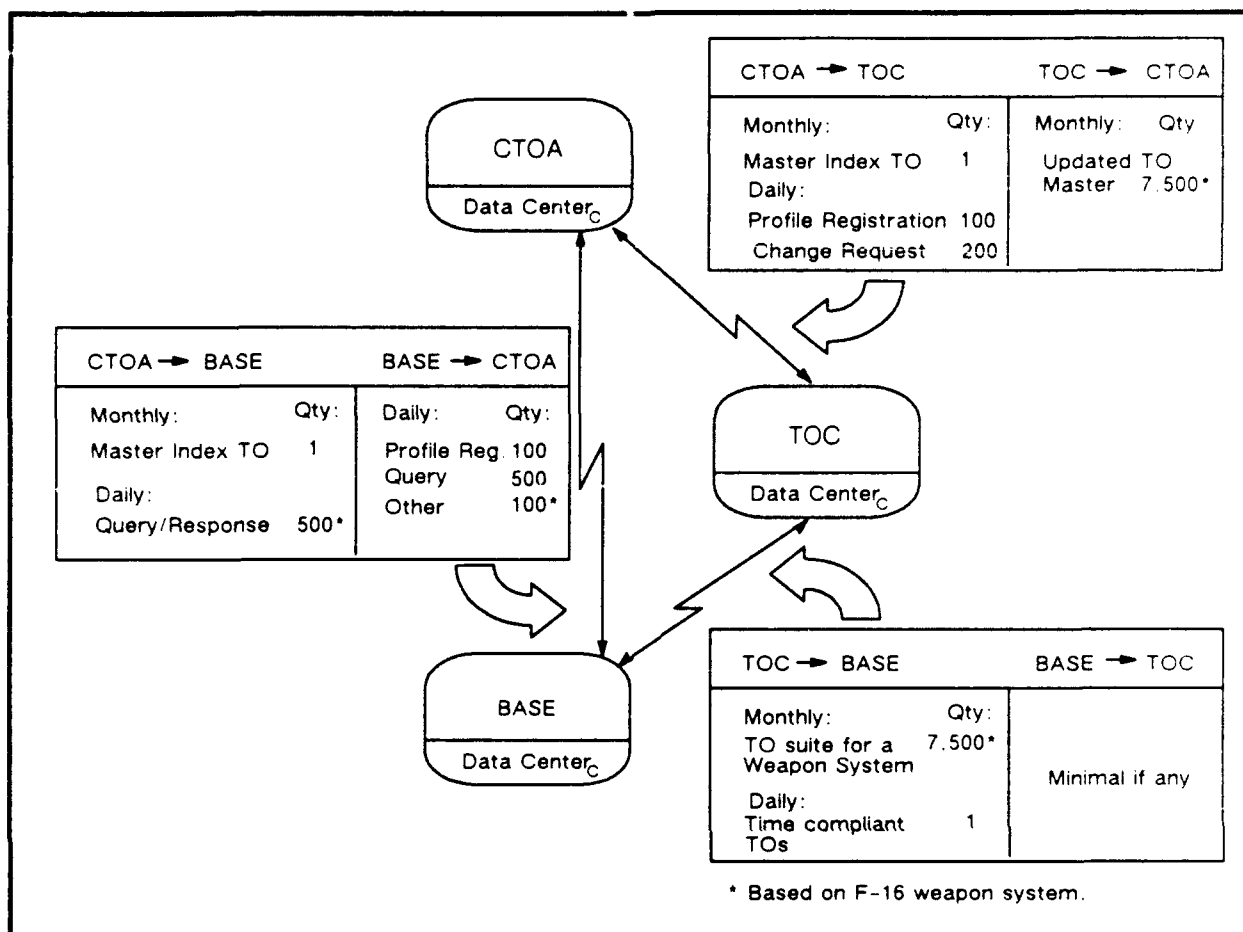 CTOA → TOC TOC → CTOA
Monthly: Qty: Monthly: Qty
Master Index TO 1 Updated TO
Daily: Master 7.500*
Profile Registration 100
Change Request 200
CTOA
Data Center C
CTOA → BASE BASE → CTOA
Monthly: Qty: Daily: Qty:
Master Index TO 1 Profile Reg. 100
Query 500
Daily: Other 100*
Query/Response 500*
TOC
Data Center C
BASE
Data Center C
TOC → BASE BASE → TOC
Monthly: Qty:
TO suite for a 7.500*
Weapon System
Minimal if any
Daily:
Time compliant 1
TOs
* Based on F-16 weapon system.